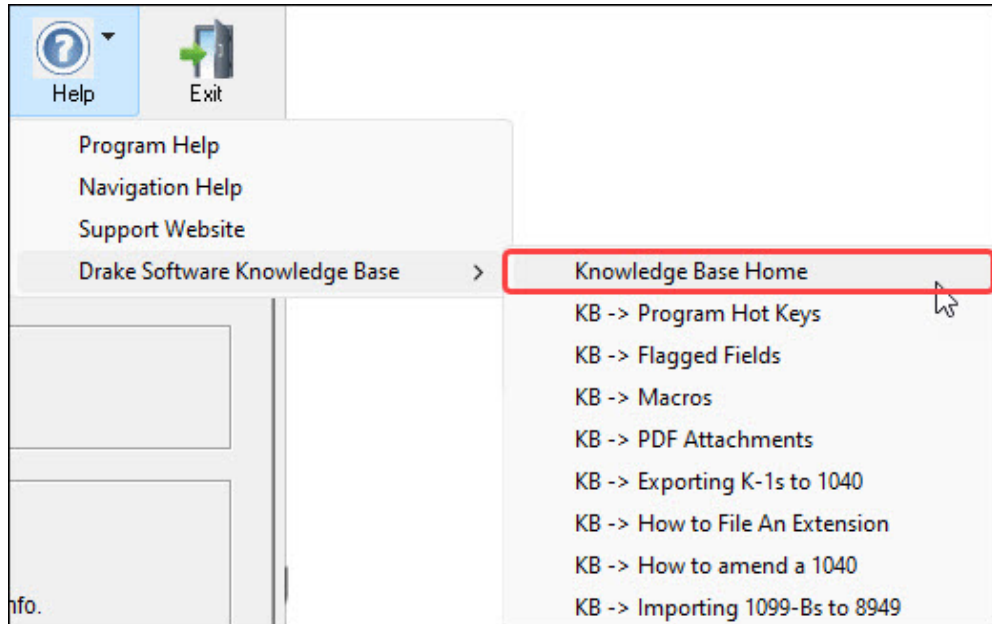 Help
Exit
Program Help
Navigation Help
Support Website
Drake Software Knowledge Base
Knowledge Base Home
KB -> Program Hot Keys
KB -> Flagged Fields
KB -> Macros
KB -> PDF Attachments
KB -> Exporting K-1s to 1040
KB -> How to File An Extension
KB -> How to amend a 1040
KB -> Importing 1099-Bs to 8949
nfo.